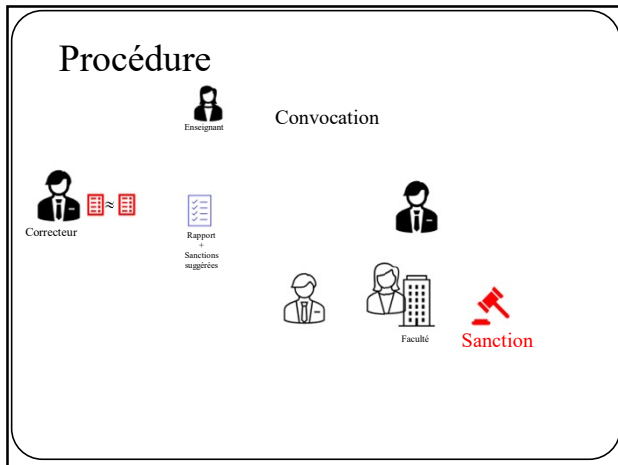 Procédure
Enseignant
Convocation
≈
Correcteur
Rapport
+
Sanctions
suggérées
Faculté
Sanction